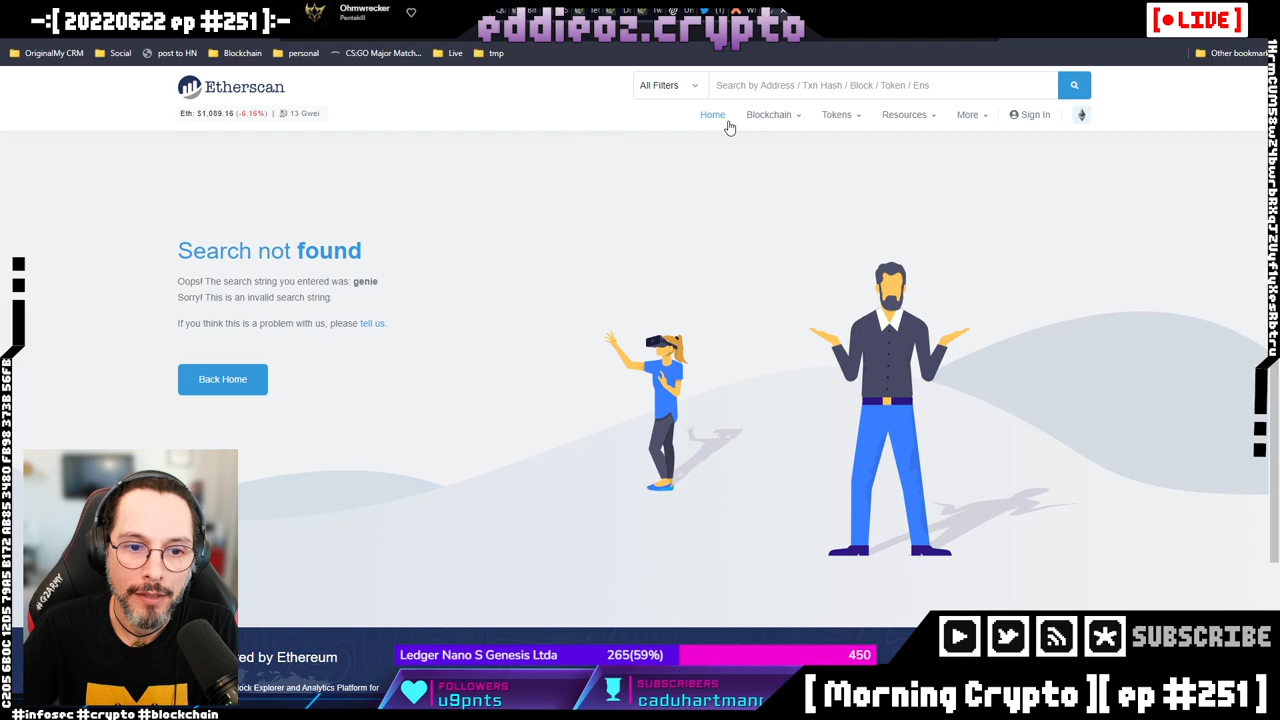 -:[ 20220622 ep #251 ]:-
Ohmwrecker
Pentakill
eddieoz.crypto
[ • LIVE ]
OriginalMy CRM
Social
post to HN
Blockchain
personal
CS:GO Major Match...
Live
tmp
Other bookmar
Etherscan
All Filters
Search by Address / Txn Hash / Block / Token / Ens
Eth: $1,089.16 (-6.16%) | 13 Gwei
Home
Blockchain
Tokens
Resources
More
Sign In
Search not found
Oops! The search string you entered was: genie
Sorry! This is an invalid search string.
If you think this is a problem with us, please tell us.
Back Home
#G2ARMY
ed by Ethereum
lock Explorer and Analytics Platform for
Ledger Nano S Genesis Ltda 265(59%) 450
FOLLOWERS
u9pnts
SUBSCRIBERS
caduhartmann
SUBSCRIBE
[ Morning Crypto ][ ep #251 ]
#infosec #crypto #blockchain